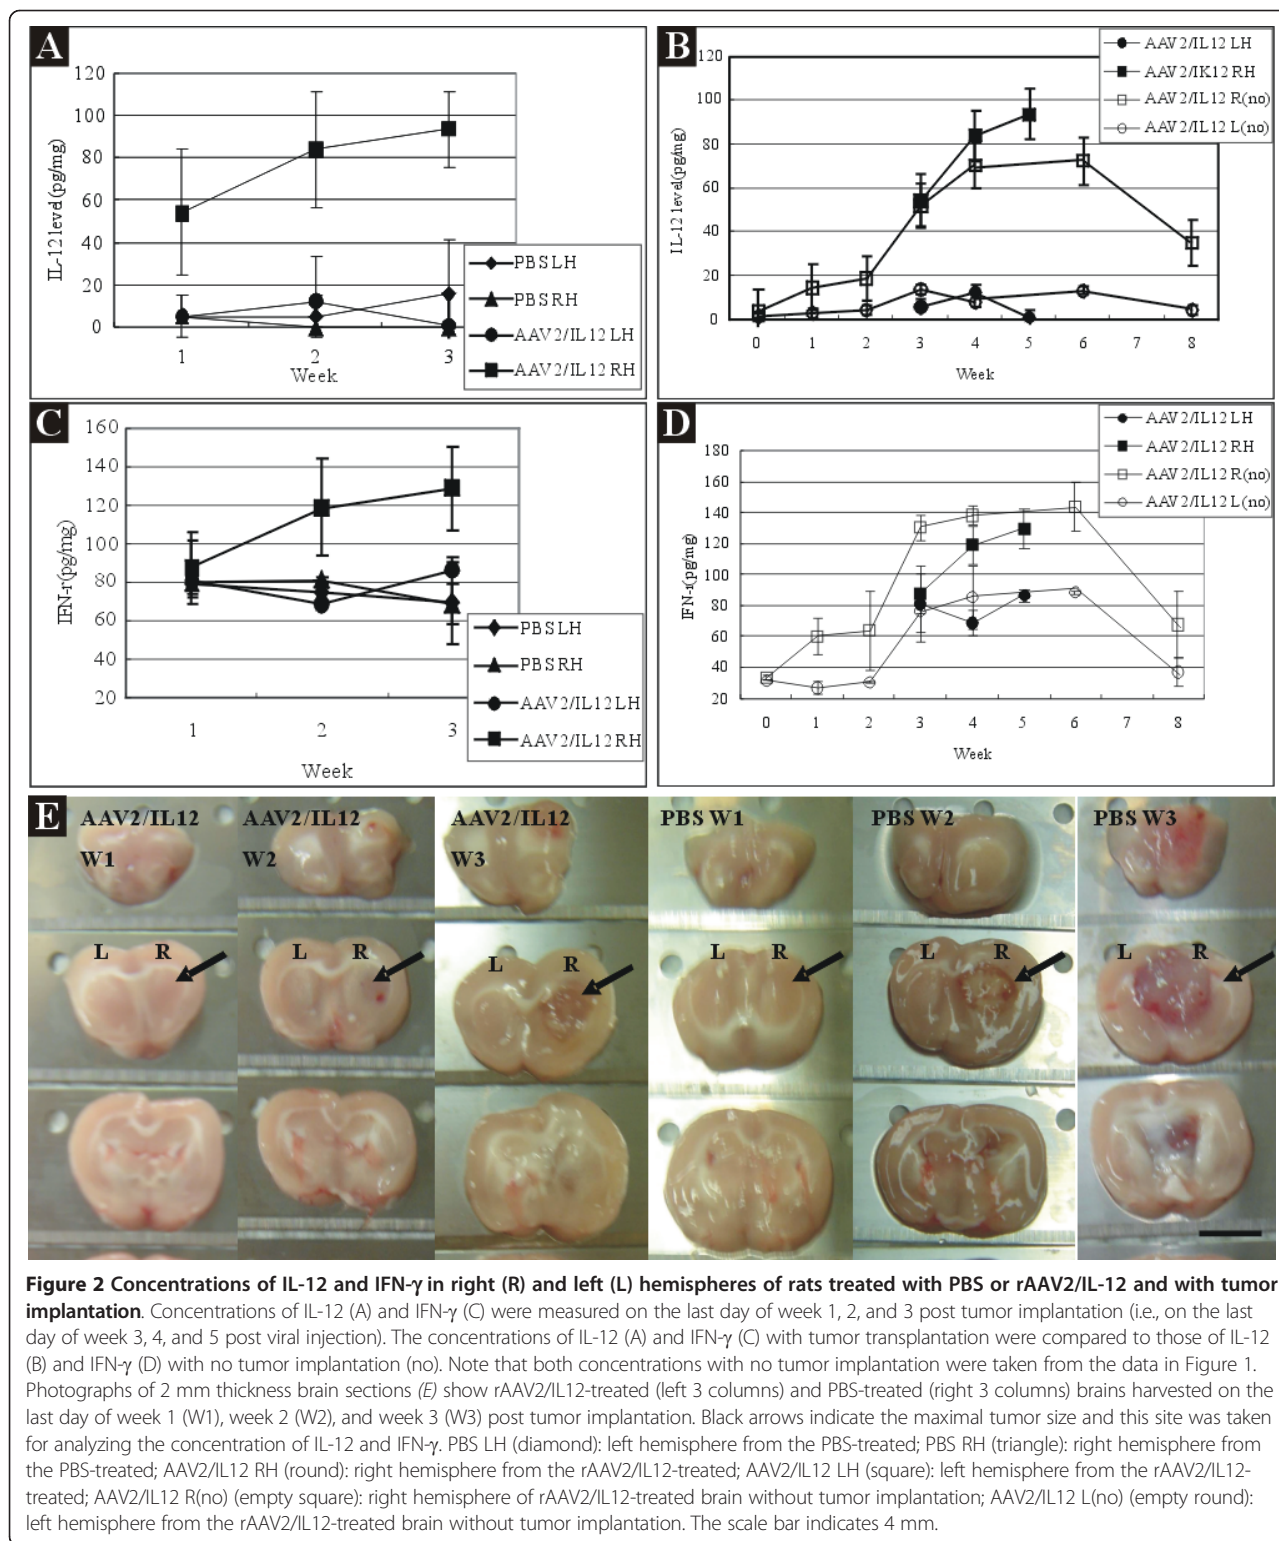 A
120
100
80
60
40
20
0
IL-12 level (pg/mg)
1
2
3
Week
PBS LH
PBS RH
AAV2/IL12 LH
AAV2/IL12 RH
B
120
100
80
60
40
20
0
IL-12 level(pg/mg)
0 1 2 3 4 5 6 7 8
Week
AAV2/IL12 LH
AAV2/IK12 RH
AAV2/IL12 R(no)
AAV2/IL12 L(no)
C
160
140
120
100
80
60
40
20
IFN-r(pg/mg)
1 2 3
Week
PBS LH
PBS RH
AAV2/IL12 LH
AAV2/IL12 RH
D
180
160
140
120
100
80
60
40
20
IFN-r(pg/mg)
0 1 2 3 4 5 6 7 8
Week
AAV2/IL12 LH
AAV2/IL12 RH
AAV2/IL12 R(no)
AAV2/IL12 L(no)
E
AAV2/IL12
W1
AAV2/IL12
W2
AAV2/IL12
W3
PBS W1
PBS W2
PBS W3
L R
L R
L R
L R
L R
L R
Figure 2 Concentrations of IL-12 and IFN-γ in right (R) and left (L) hemispheres of rats treated with PBS or rAAV2/IL-12 and with tumor
implantation. Concentrations of IL-12 (A) and IFN-γ (C) were measured on the last day of week 1, 2, and 3 post tumor implantation (i.e., on the last
day of week 3, 4, and 5 post viral injection). The concentrations of IL-12 (A) and IFN-γ (C) with tumor transplantation were compared to those of IL-12
(B) and IFN-γ (D) with no tumor implantation (no). Note that both concentrations with no tumor implantation were taken from the data in Figure 1.
Photographs of 2 mm thickness brain sections (E) show rAAV2/IL12-treated (left 3 columns) and PBS-treated (right 3 columns) brains harvested on the
last day of week 1 (W1), week 2 (W2), and week 3 (W3) post tumor implantation. Black arrows indicate the maximal tumor size and this site was taken
for analyzing the concentration of IL-12 and IFN-γ. PBS LH (diamond): left hemisphere from the PBS-treated; PBS RH (triangle): right hemisphere from
the PBS-treated; AAV2/IL12 RH (round): right hemisphere from the rAAV2/IL12-treated; AAV2/IL12 LH (square): left hemisphere from the rAAV2/IL12-
treated; AAV2/IL12 R(no) (empty square): right hemisphere of rAAV2/IL12-treated brain without tumor implantation; AAV2/IL12 L(no) (empty round):
left hemisphere from the rAAV2/IL12-treated brain without tumor implantation. The scale bar indicates 4 mm.